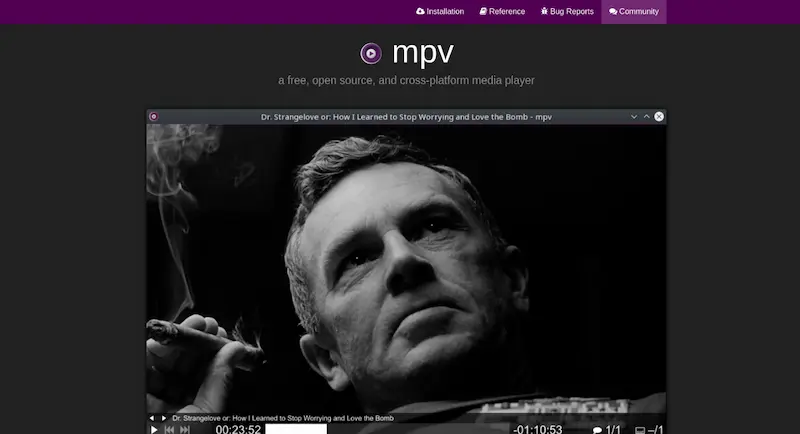 Installation Reference Bug Reports Community
mpv
a free, open source, and cross-platform media player
Dr. Strangelove or: How I Learned to Stop Worrying and Love the Bomb - mpv
Dr. Strangelove or: How I Learned to Stop Worrying and Love the Bomb
00:23:52 -01:10:53 1/1 –/1